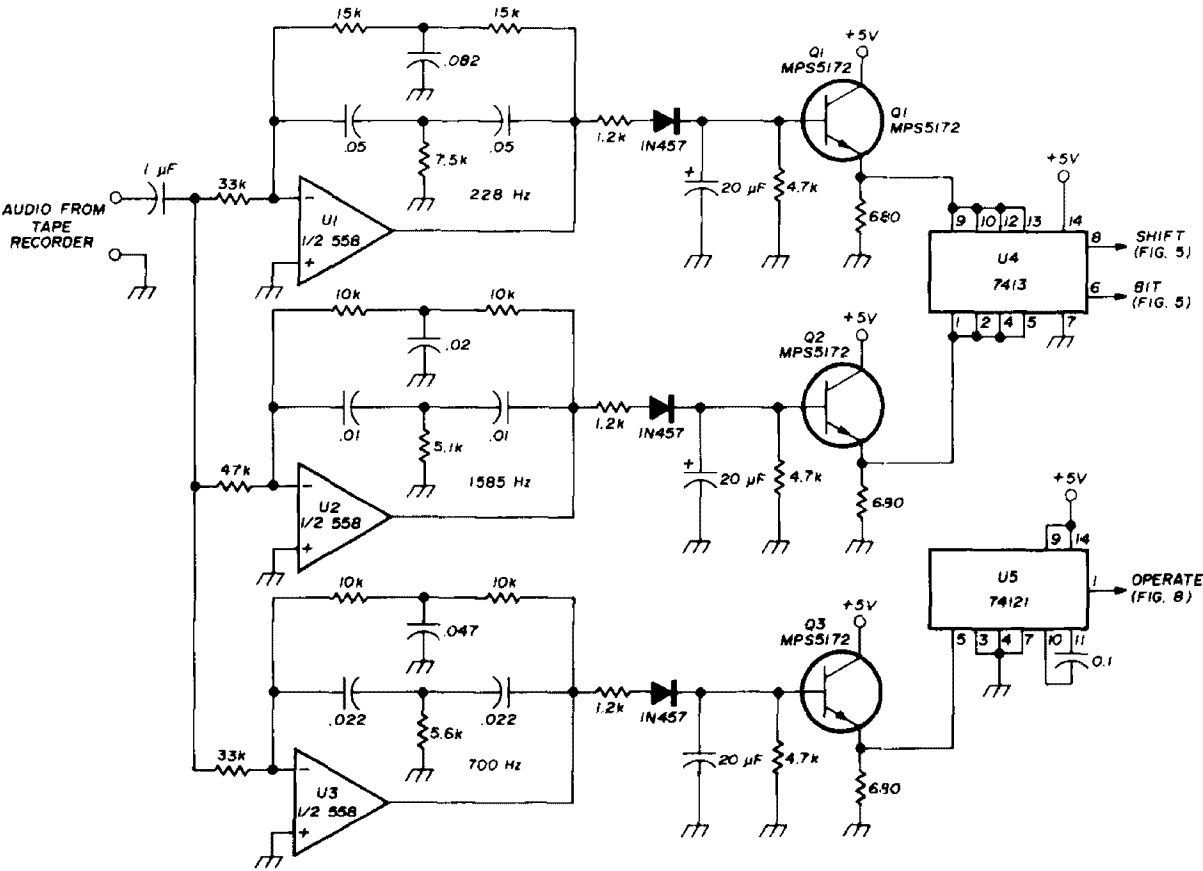 15k
15k
.082
.05
.05
7.5k
228 Hz
1 µF
33k
AUDIO FROM
TAPE
RECORDER
−
U1
1/2 558
+
1.2k
1N457
+
20 µF
4.7k
Q1
MPS5172
+5V
Q1
MPS5172
680
+5V
9
10
12
13
14
U4
7413
8
SHIFT
(FIG. 5)
6
BIT
(FIG. 5)
1
2
4
5
7
10k
10k
.02
.01
.01
5.1k
1585 Hz
47k
−
U2
1/2 558
+
1.2k
1N457
+
20 µF
4.7k
Q2
MPS5172
+5V
680
10k
10k
.047
.022
.022
5.6k
700 Hz
33k
−
U3
1/2 558
+
1.2k
1N457
20 µF
4.7k
Q3
MPS5172
+5V
680
+5V
9
14
U5
74121
1
OPERATE
(FIG. 8)
5
3
4
7
10
11
0.1